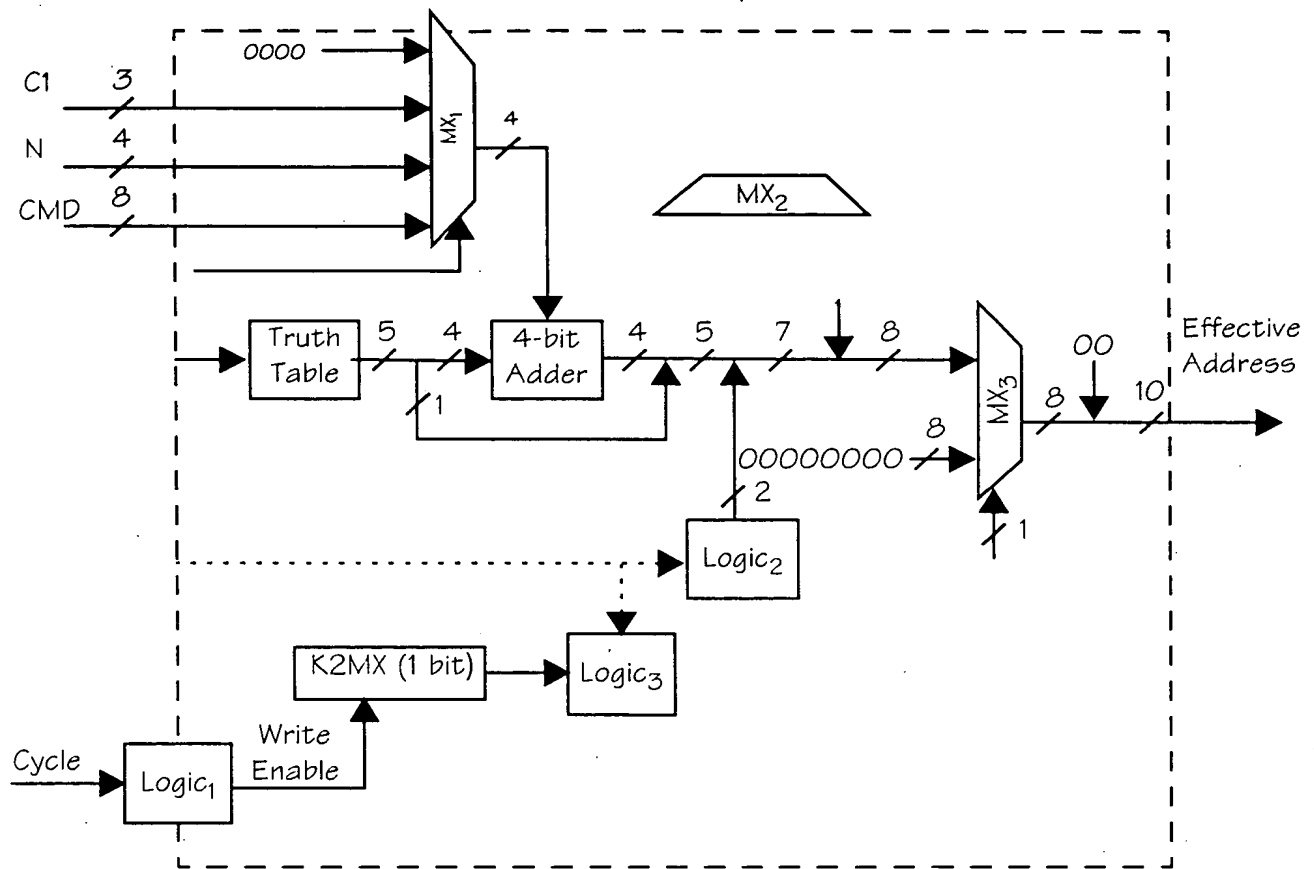 0000
C1
3
N
4
CMD
8
MX1
4
MX2
Truth
Table
5
4
1
4-bit
Adder
4
5
7
1
8
MX3
00
8
10
Effective
Address
00000000
8
1
2
Logic2
K2MX (1 bit)
Logic3
Cycle
Logic1
Write
Enable